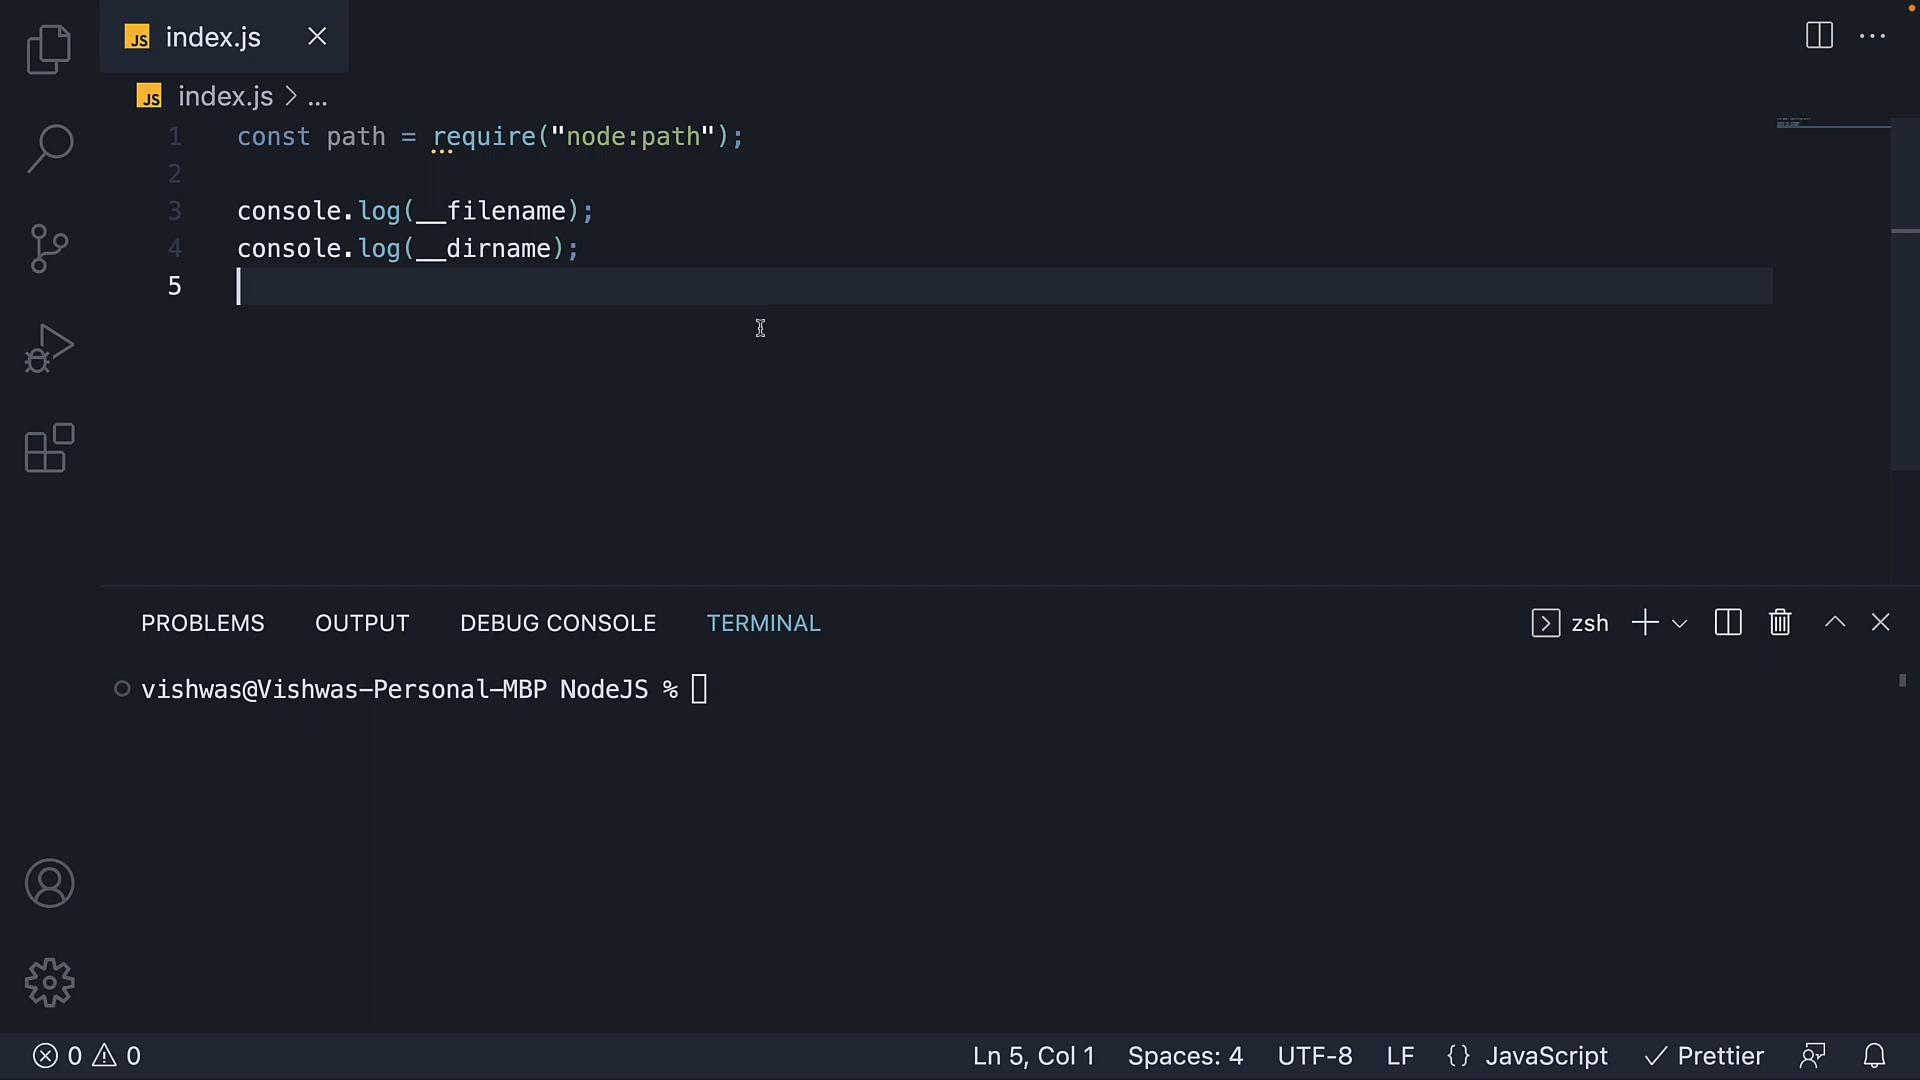 JS index.js
JS index.js > ...
1 const path = require("node:path");
2
3 console.log(__filename);
4 console.log(__dirname);
5
PROBLEMS OUTPUT DEBUG CONSOLE TERMINAL zsh
vishwas@Vishwas-Personal-MBP NodeJS %
0 0 Ln 5, Col 1 Spaces: 4 UTF-8 LF {} JavaScript Prettier